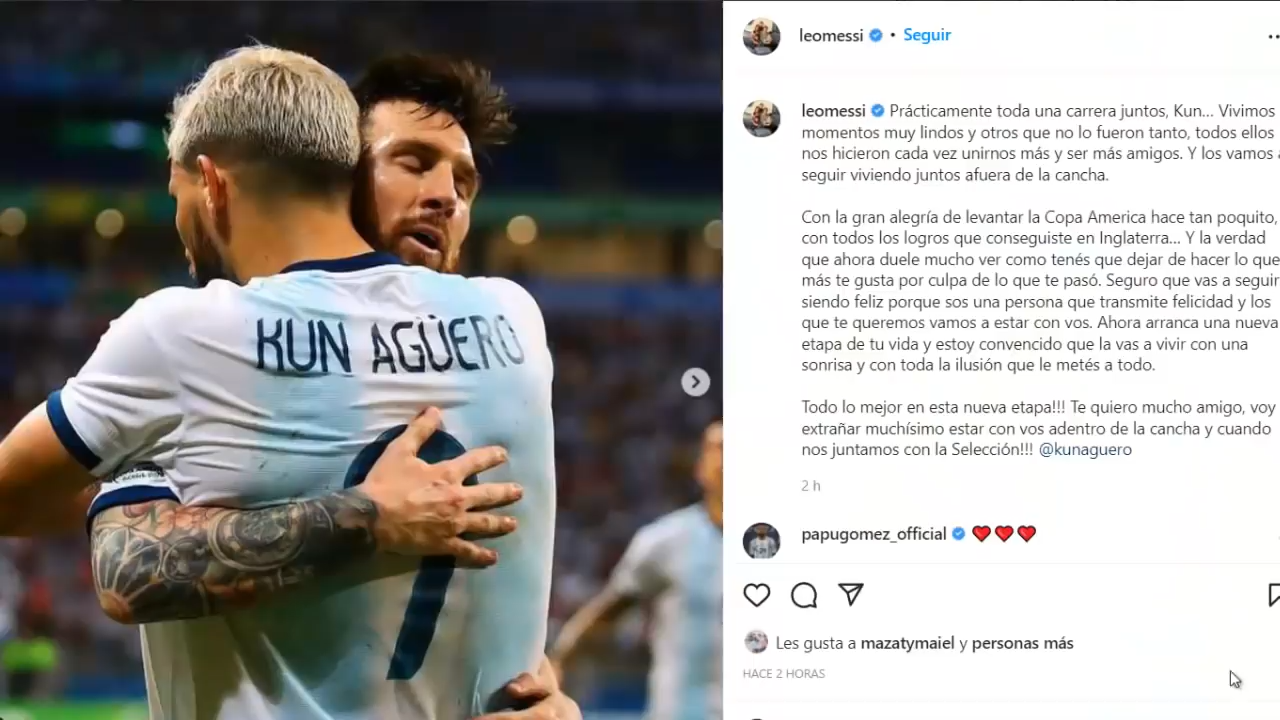 KUN AGÜERO
9
leomessi • Seguir
leomessi Prácticamente toda una carrera juntos, Kun... Vivimos
momentos muy lindos y otros que no lo fueron tanto, todos ellos
nos hicieron cada vez unirnos más y ser más amigos. Y los vamos a
seguir viviendo juntos afuera de la cancha.
Con la gran alegría de levantar la Copa America hace tan poquito,
con todos los logros que conseguiste en Inglaterra... Y la verdad
que ahora duele mucho ver como tenés que dejar de hacer lo que
más te gusta por culpa de lo que te pasó. Seguro que vas a seguir
siendo feliz porque sos una persona que transmite felicidad y los
que te queremos vamos a estar con vos. Ahora arranca una nueva
etapa de tu vida y estoy convencido que la vas a vivir con una
sonrisa y con toda la ilusión que le metés a todo.
Todo lo mejor en esta nueva etapa!!! Te quiero mucho amigo, voy
extrañar muchísimo estar con vos adentro de la cancha y cuando
nos juntamos con la Selección!!! @kunaguero
2 h
papugomez_official ❤️❤️❤️
Les gusta a mazatymaiel y personas más
HACE 2 HORAS